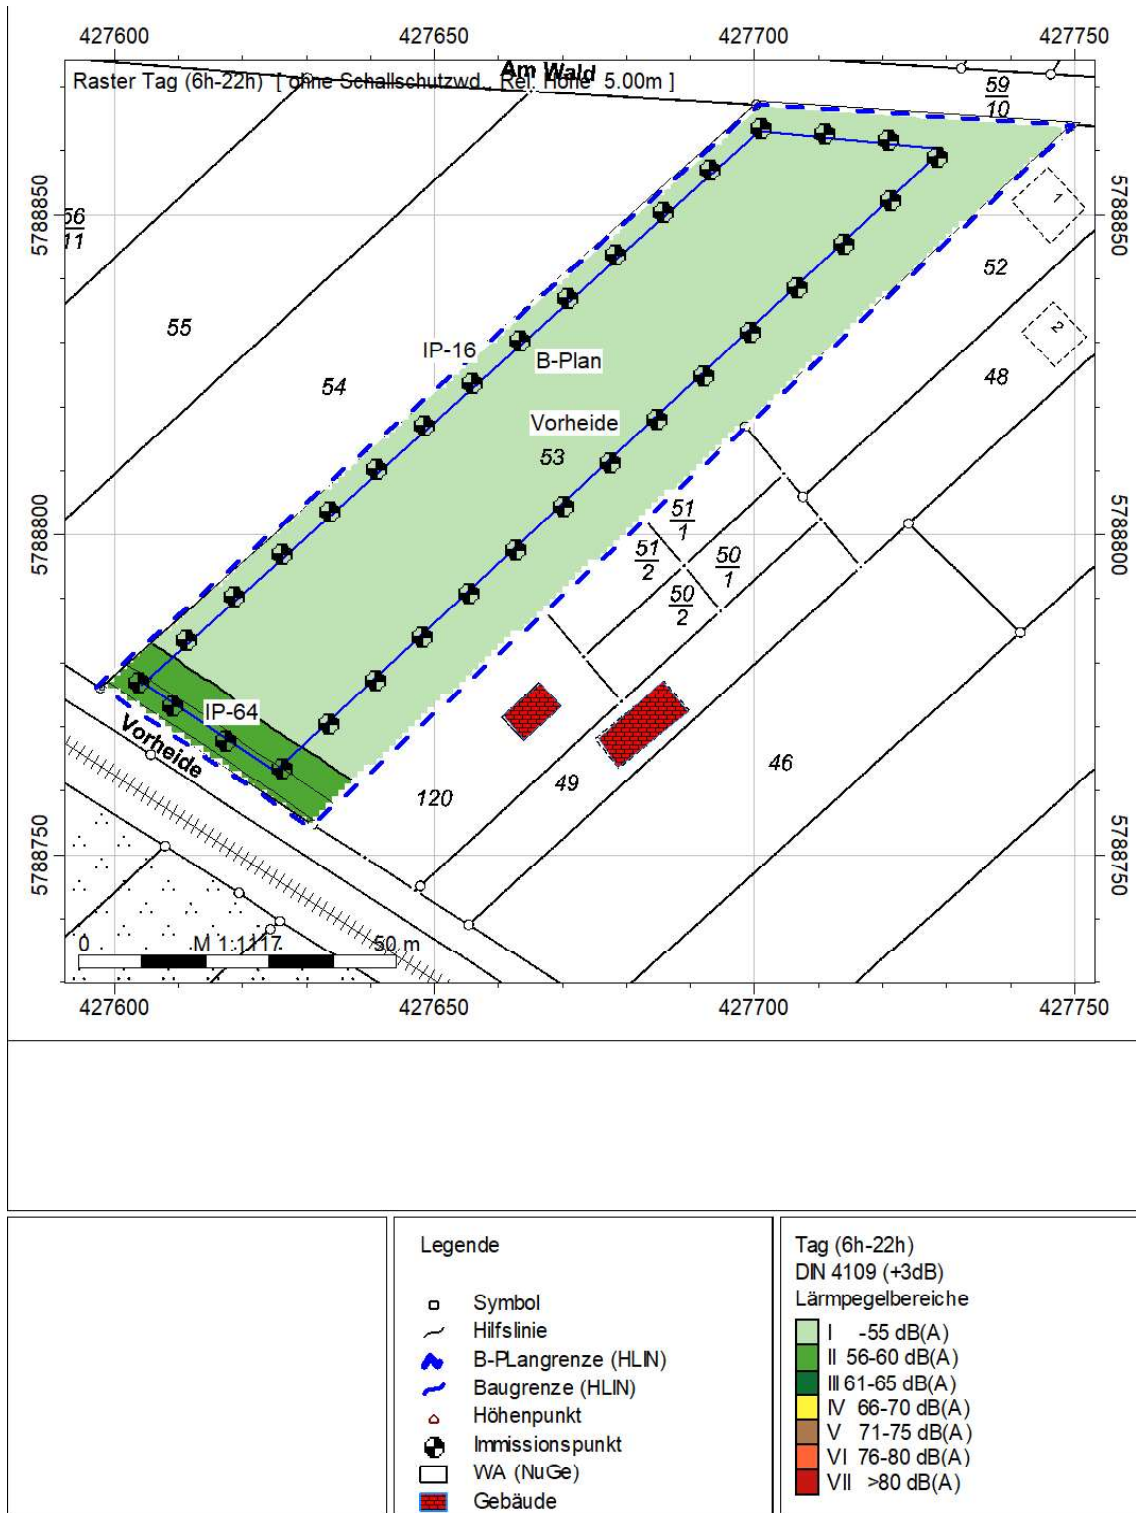 427600 427650 427700 427750
Am Wald
Raster Tag (6h-22h) [ ohne Schallschutzwd., Rel. Höhe 5.00m ]
59
10
5788850
5788850
1
56
11
52
2
55
IP-16
B-Plan
54
48
Vorheide
53
51
1
5788800
5788800
51
2
50
1
50
2
IP-64
Vorheide
46
49
120
5788750
5788750
0 M 1:1117 50 m
427600 427650 427700 427750
Legende
Symbol
Hilfslinie
B-PLangrenze (HLIN)
Baugrenze (HLIN)
Höhenpunkt
Immissionspunkt
WA (NuGe)
Gebäude
Tag (6h-22h)
DIN 4109 (+3dB)
Lärmpegelbereiche
I -55 dB(A)
II 56-60 dB(A)
III 61-65 dB(A)
IV 66-70 dB(A)
V 71-75 dB(A)
VI 76-80 dB(A)
VII >80 dB(A)